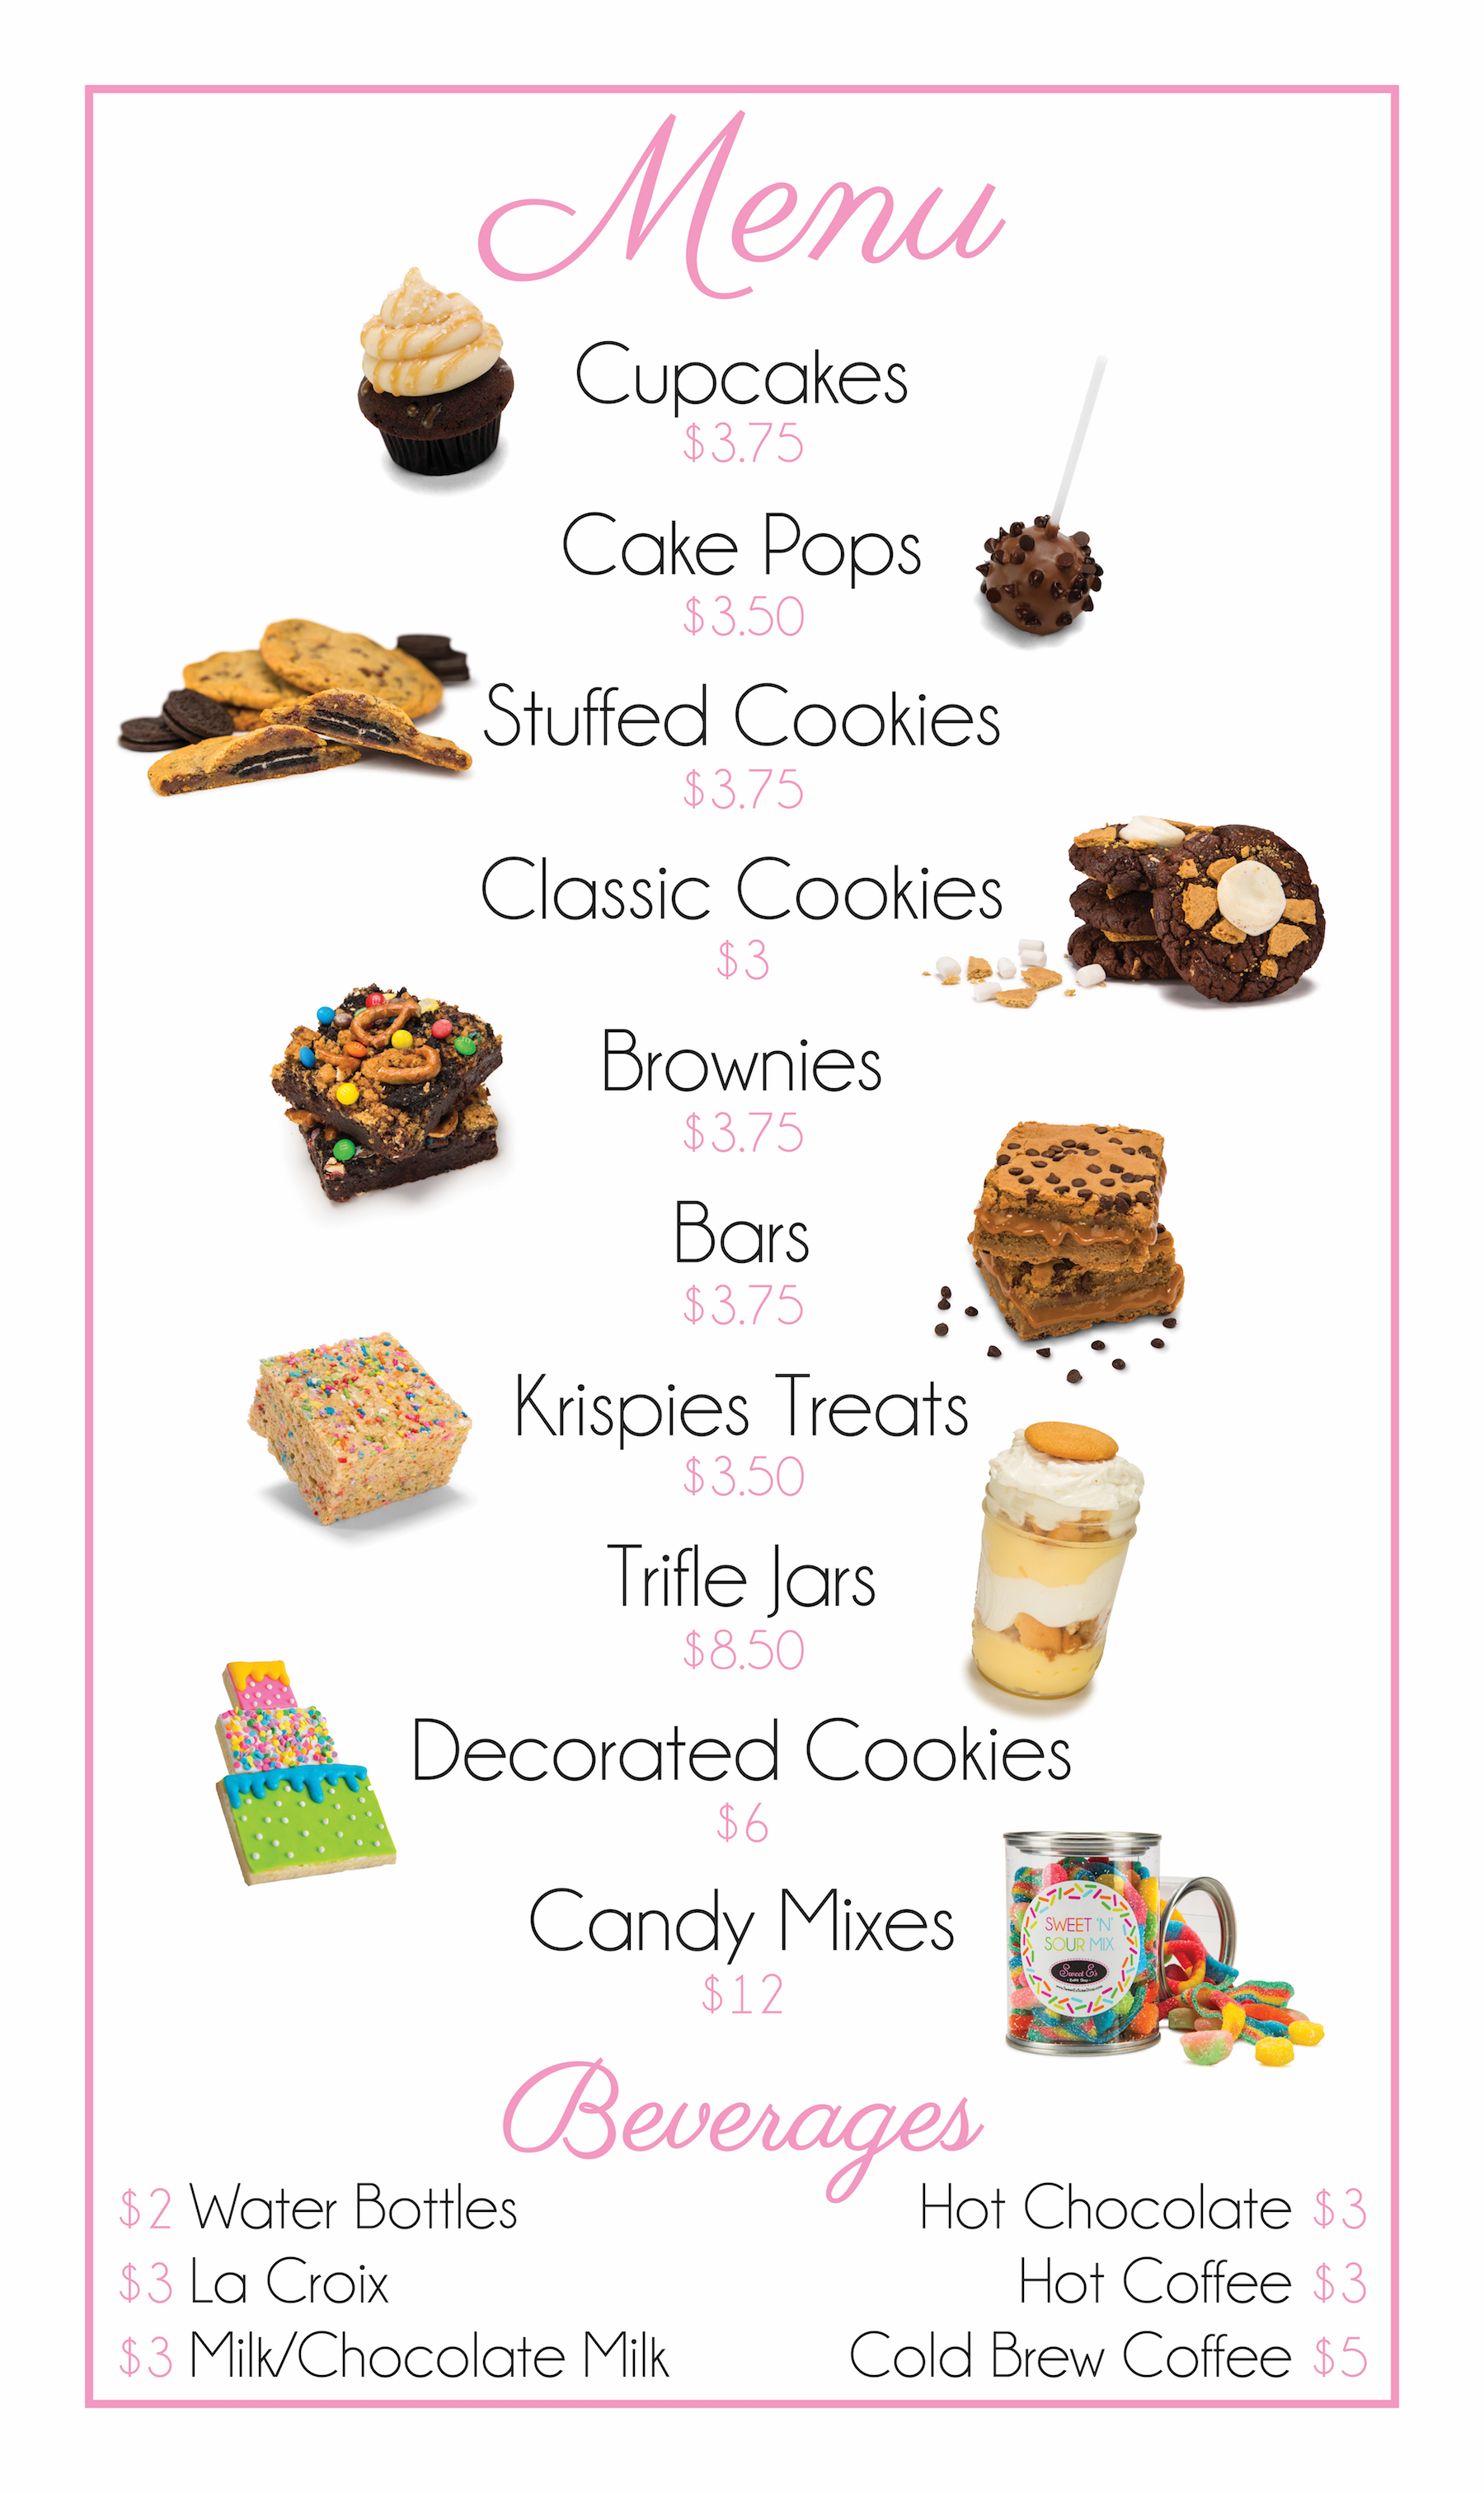 Menu
Cupcakes
$3.75
Cake Pops
$3.50
Stuffed Cookies
$3.75
Classic Cookies
$3
Brownies
$3.75
Bars
$3.75
Krispies Treats
$3.50
Trifle Jars
$8.50
Decorated Cookies
$6
Candy Mixes
$12
SWEET 'N'
SOUR MIX
Sweet E's
Bake Shop
Beverages
$2 Water Bottles
$3 La Croix
$3 Milk/Chocolate Milk
Hot Chocolate $3
Hot Coffee $3
Cold Brew Coffee $5